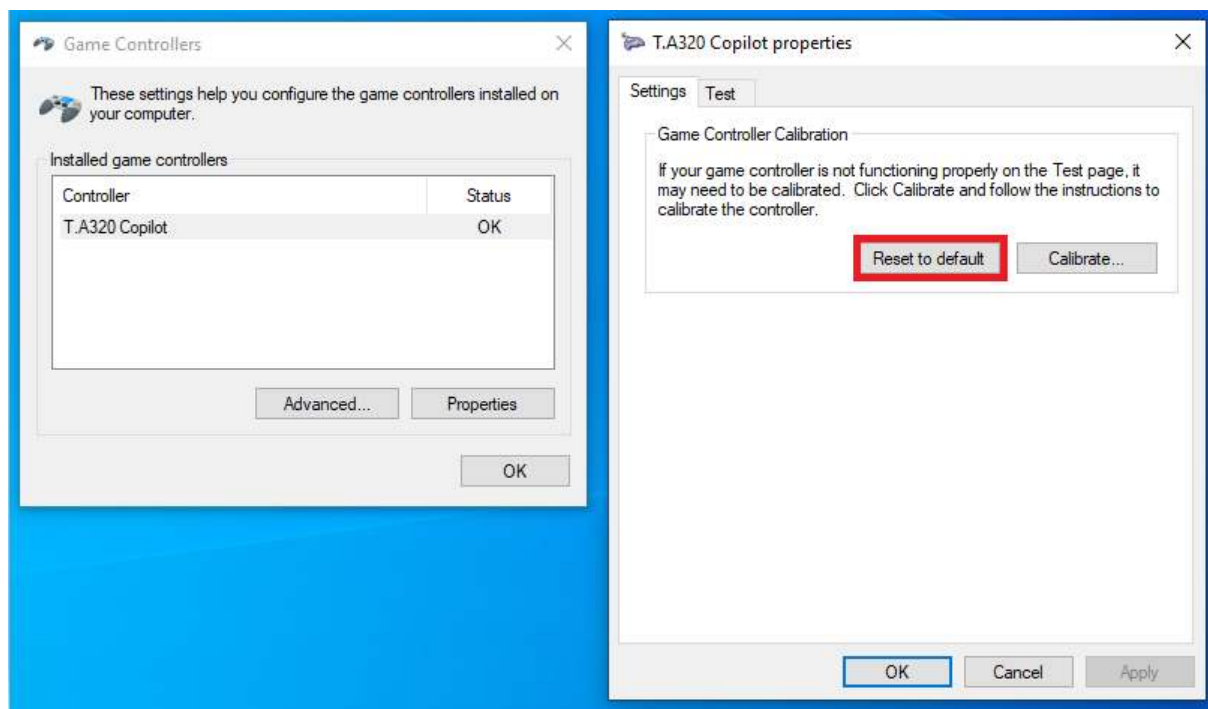 Game Controllers
These settings help you configure the game controllers installed on
your computer.
Installed game controllers
Controller Status
T.A320 Copilot OK
Advanced... Properties
OK
T.A320 Copilot properties
Settings Test
Game Controller Calibration
If your game controller is not functioning properly on the Test page, it
may need to be calibrated. Click Calibrate and follow the instructions to
calibrate the controller.
Reset to default Calibrate...
OK Cancel Apply